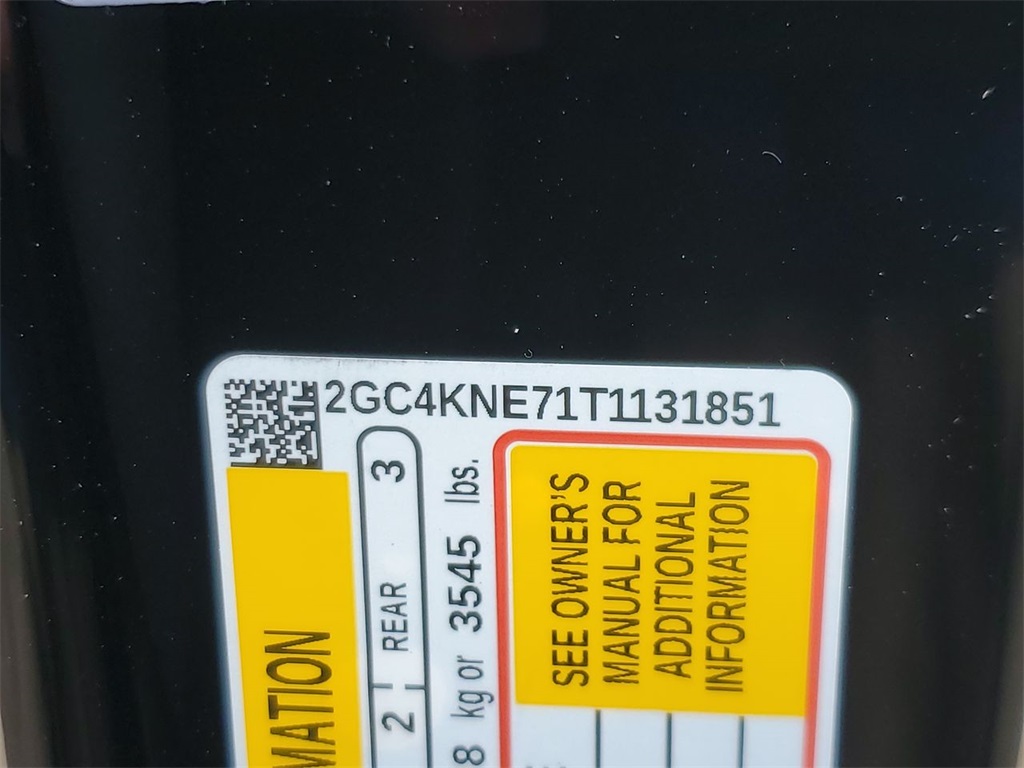 2GC4KNE71T1131851
MATION
2 REAR 3
8 kg or 3545 lbs.
SEE OWNER'S
MANUAL FOR
ADDITIONAL
INFORMATION